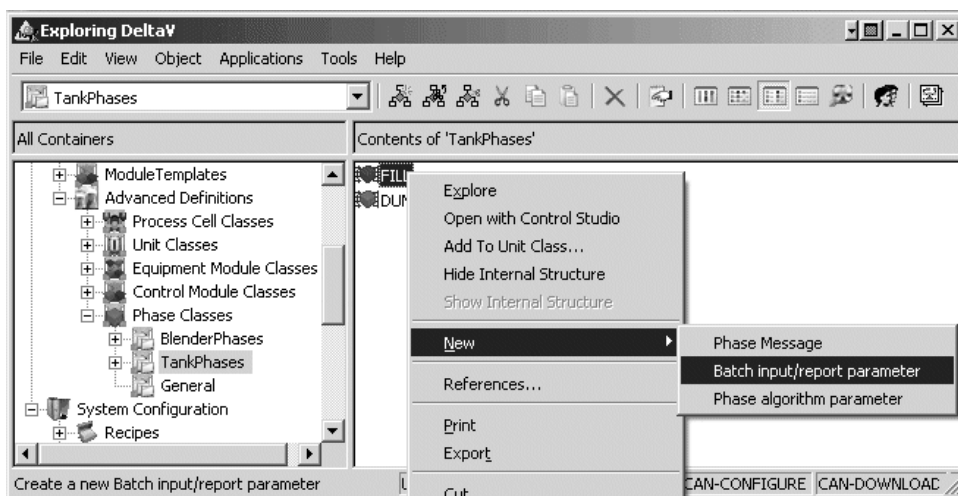 Exploring DeltaV
File Edit View Object Applications Tools Help
TankPhases
All Containers
Contents of 'TankPhases'
ModuleTemplates
Advanced Definitions
Process Cell Classes
Unit Classes
Equipment Module Classes
Control Module Classes
Phase Classes
BlenderPhases
TankPhases
General
System Configuration
Recipes
FILL
DUM
Explore
Open with Control Studio
Add To Unit Class...
Hide Internal Structure
Show Internal Structure
New
References...
Print
Export
Cut
Phase Message
Batch input/report parameter
Phase algorithm parameter
Create a new Batch input/report parameter
CAN-CONFIGURE
CAN-DOWNLOAD